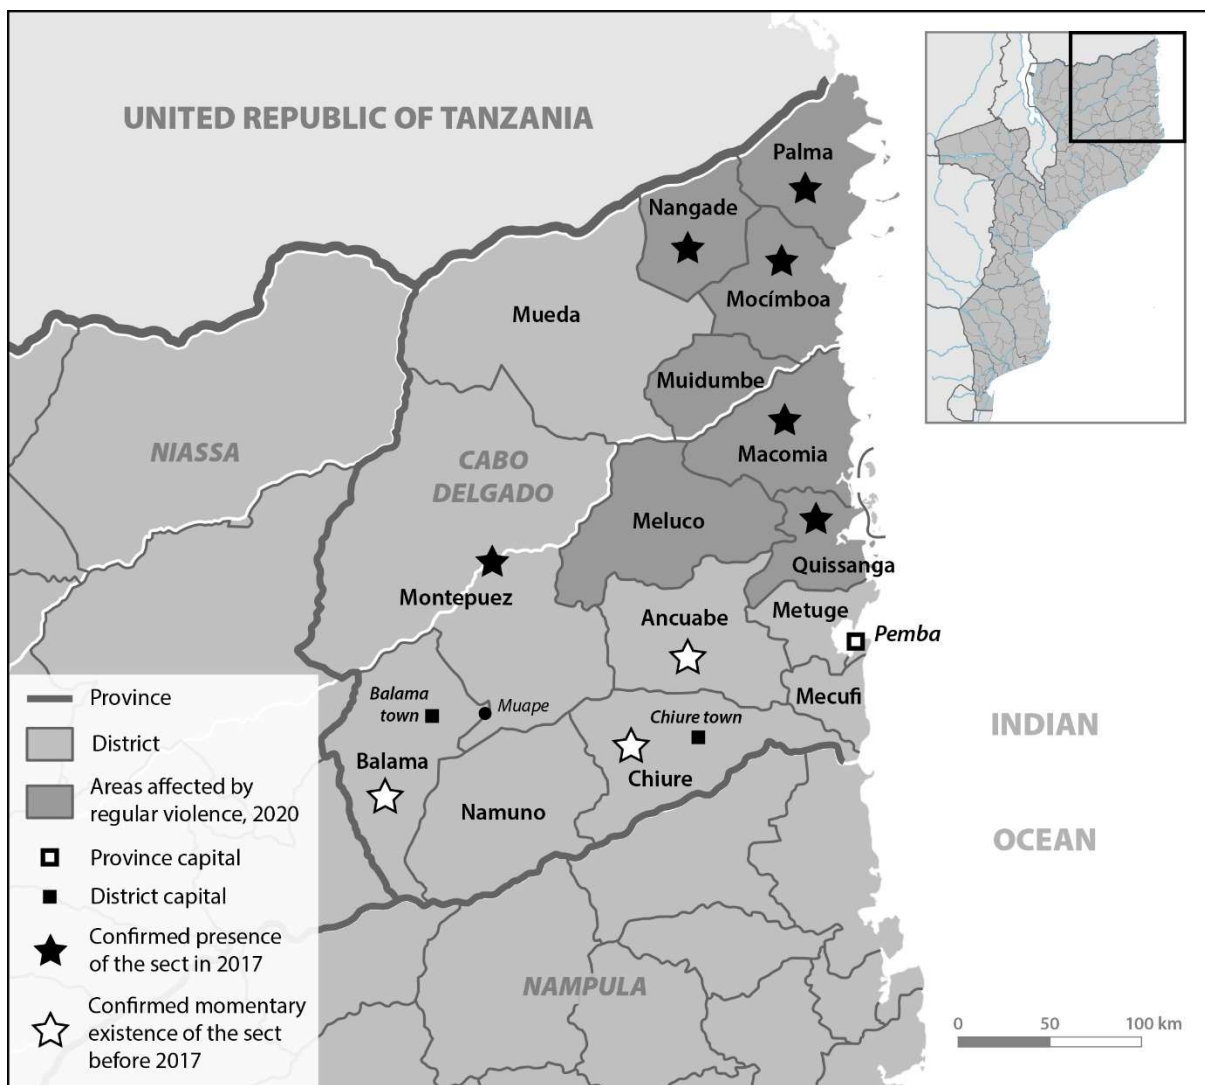 UNITED REPUBLIC OF TANZANIA
Palma
Nangade
Mocímboa
Mueda
Muidumbe
NIASSA
CABO
DELGADO
Macomia
Meluco
Quissanga
Montepuez
Ancuabe
Metuge
Pemba
Mecufi
Balama
town
Muape
Chiure town
Balama
Chiure
Namuno
INDIAN
OCEAN
NAMPULA
Province
District
Areas affected by
regular violence, 2020
Province capital
District capital
Confirmed presence
of the sect in 2017
Confirmed momentary
existence of the sect
before 2017
0 50 100 km